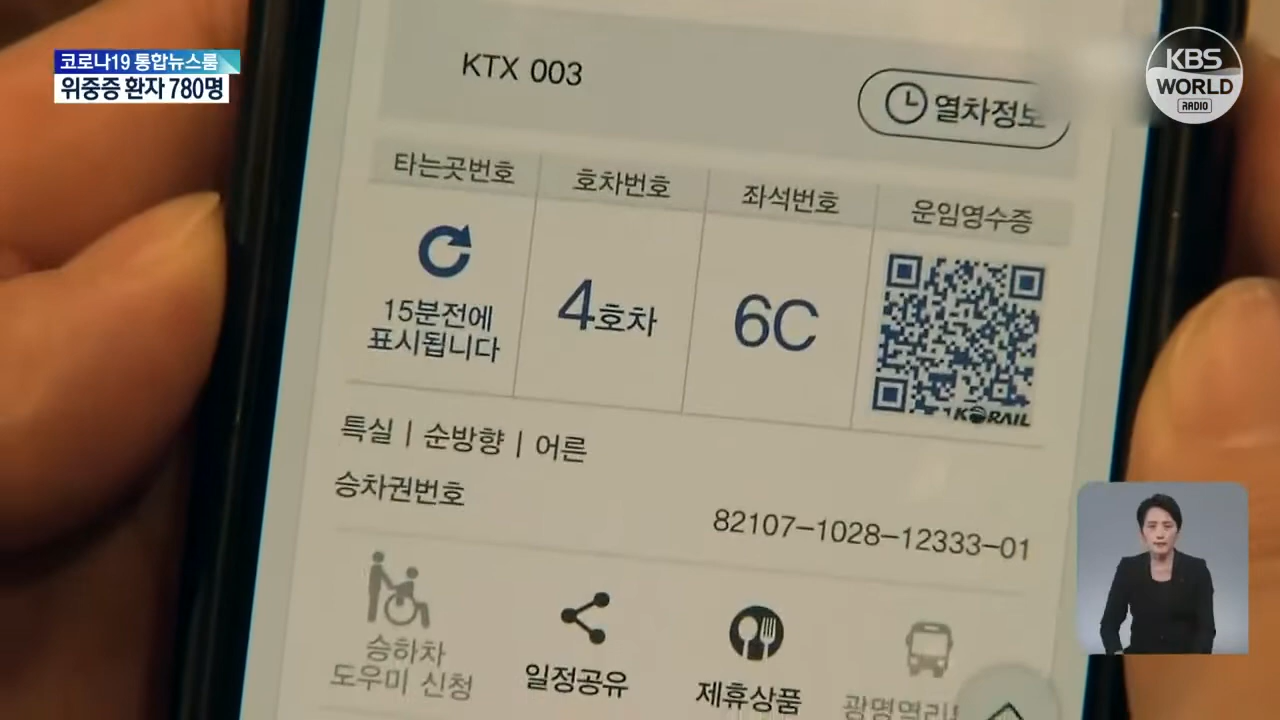 코로나19 통합뉴스룸
위중증 환자 780명
KBS
WORLD
RADIO
KTX 003
열차정보
타는곳번호
호차번호
좌석번호
운임영수증
15분전에
표시됩니다
4호차
6C
KORAIL
특실 | 순방향 | 어른
승차권번호
82107-1028-12333-01
승하차
도우미 신청
일정공유
제휴상품